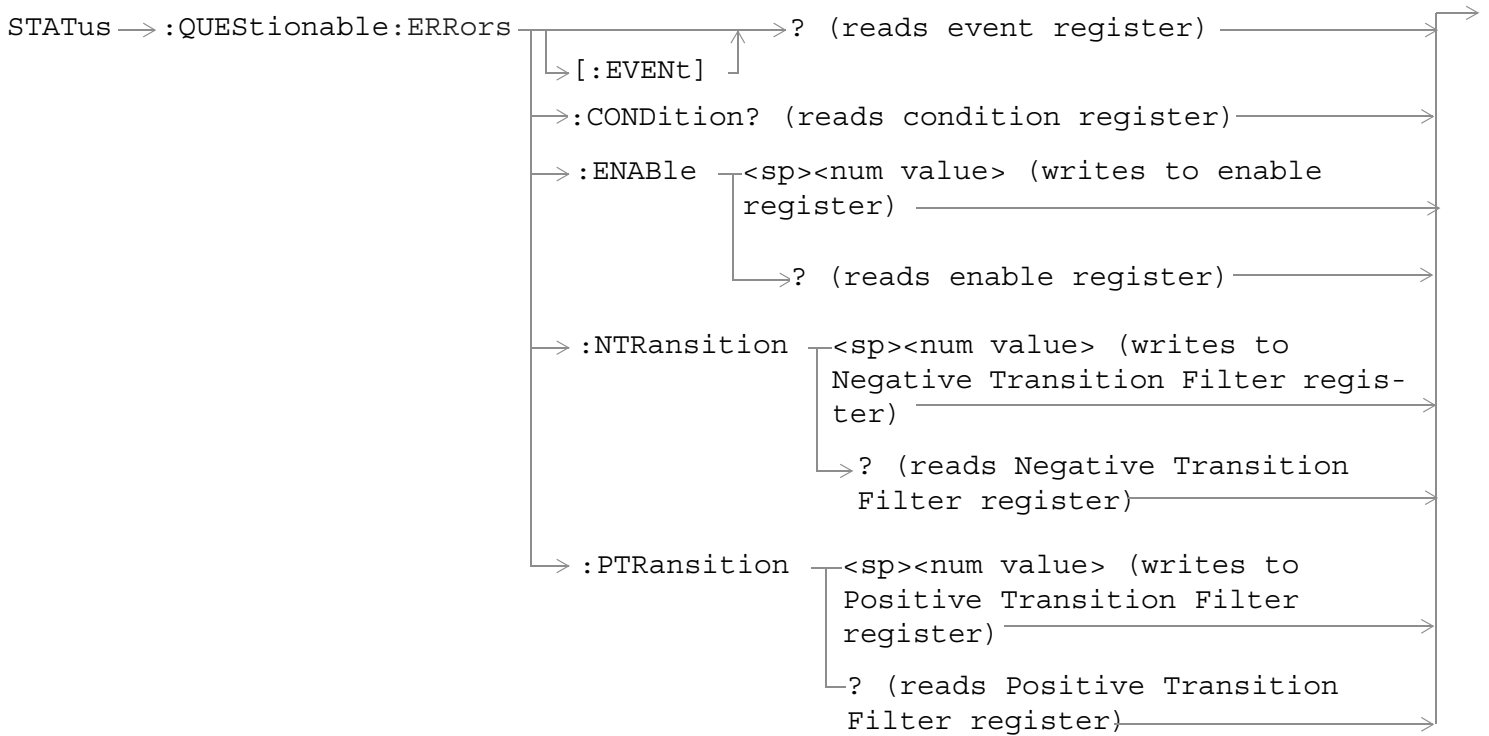 STATus :QUEStionable:ERRors ? (reads event register)
[:EVENt]
:CONDition? (reads condition register)
:ENABle <sp><num value> (writes to enable
register)
? (reads enable register)
:NTRansition <sp><num value> (writes to
Negative Transition Filter regis-
ter)
? (reads Negative Transition
Filter register)
:PTRansition <sp><num value> (writes to
Positive Transition Filter
register)
? (reads Positive Transition
Filter register)